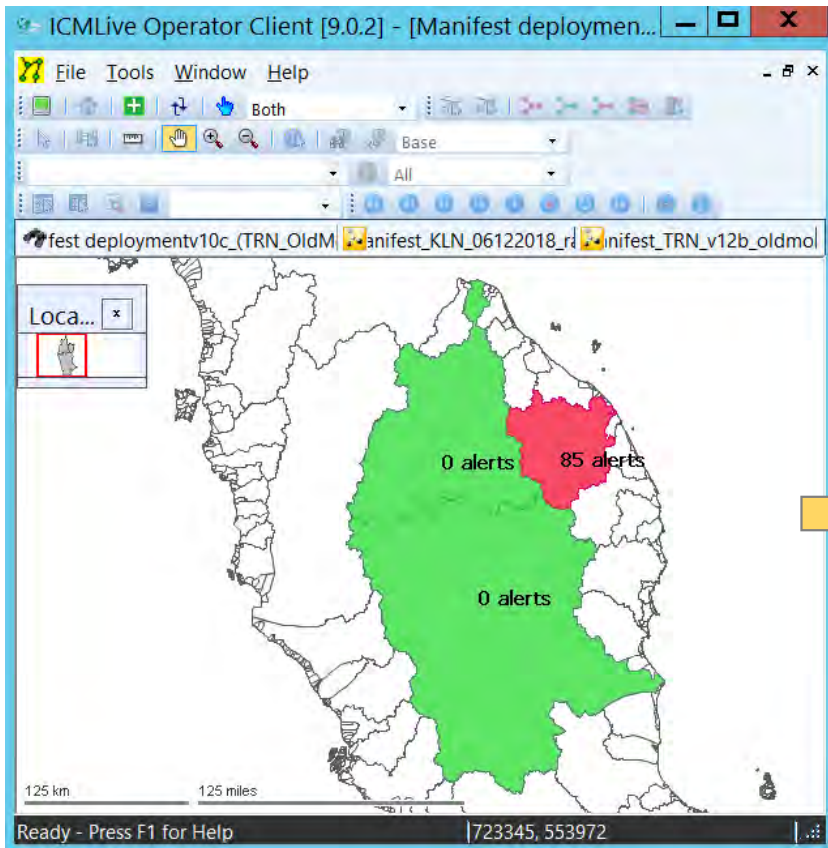 ICMLive Operator Client [9.0.2] - [Manifest deploymen...
File Tools Window Help
Both
Base
All
fest deploymentv10c_(TRN_OldM anifest_KLN_06122018_ra nifest_TRN_v12b_oldmol
Loca...
0 alerts
85 alerts
0 alerts
125 km 125 miles
Ready - Press F1 for Help 723345, 553972